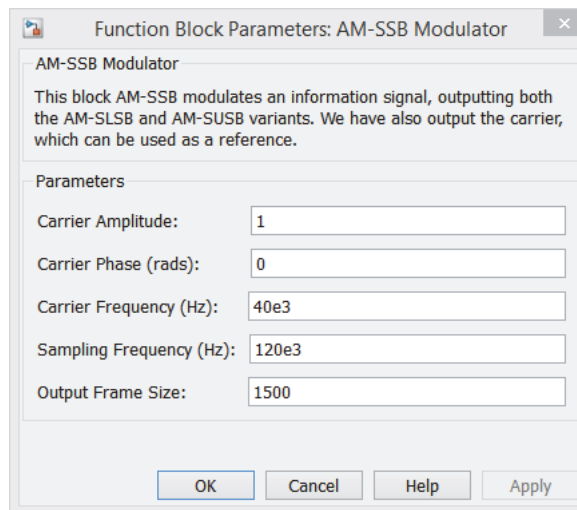 Function Block Parameters: AM-SSB Modulator
AM-SSB Modulator
This block AM-SSB modulates an information signal, outputting both
the AM-SLSB and AM-SUSB variants. We have also output the carrier,
which can be used as a reference.
Parameters
Carrier Amplitude: 1
Carrier Phase (rads): 0
Carrier Frequency (Hz): 40e3
Sampling Frequency (Hz): 120e3
Output Frame Size: 1500
OK Cancel Help Apply